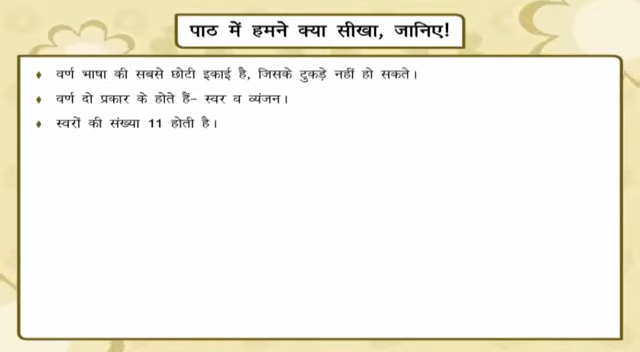 पाठ में हमने क्या सीखा, जानिए!
♦ वर्ण भाषा की सबसे छोटी इकाई है, जिसके टुकड़े नहीं हो सकते।
♦ वर्ण दो प्रकार के होते हैं– स्वर व व्यंजन।
♦ स्वरों की संख्या 11 होती है।